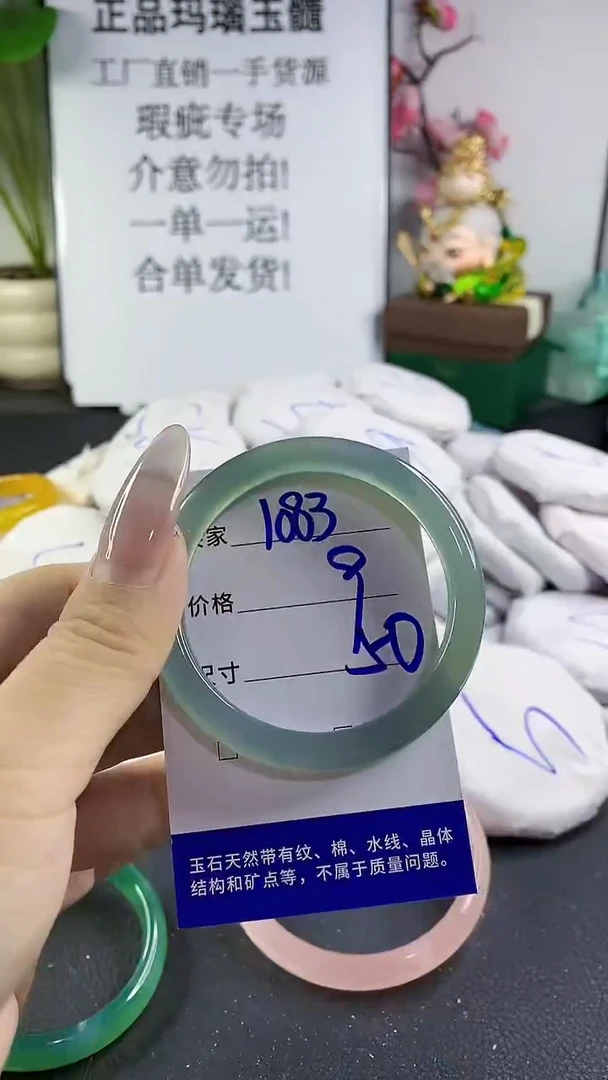 正品玛瑙玉髓
工厂直销一手货源
瑕疵专场
介意勿拍!
一单一运!
合单发货!
家 1083
价格
尺寸 50
玉石天然带有纹、棉、水线、晶体
结构和矿点等，不属于质量问题。